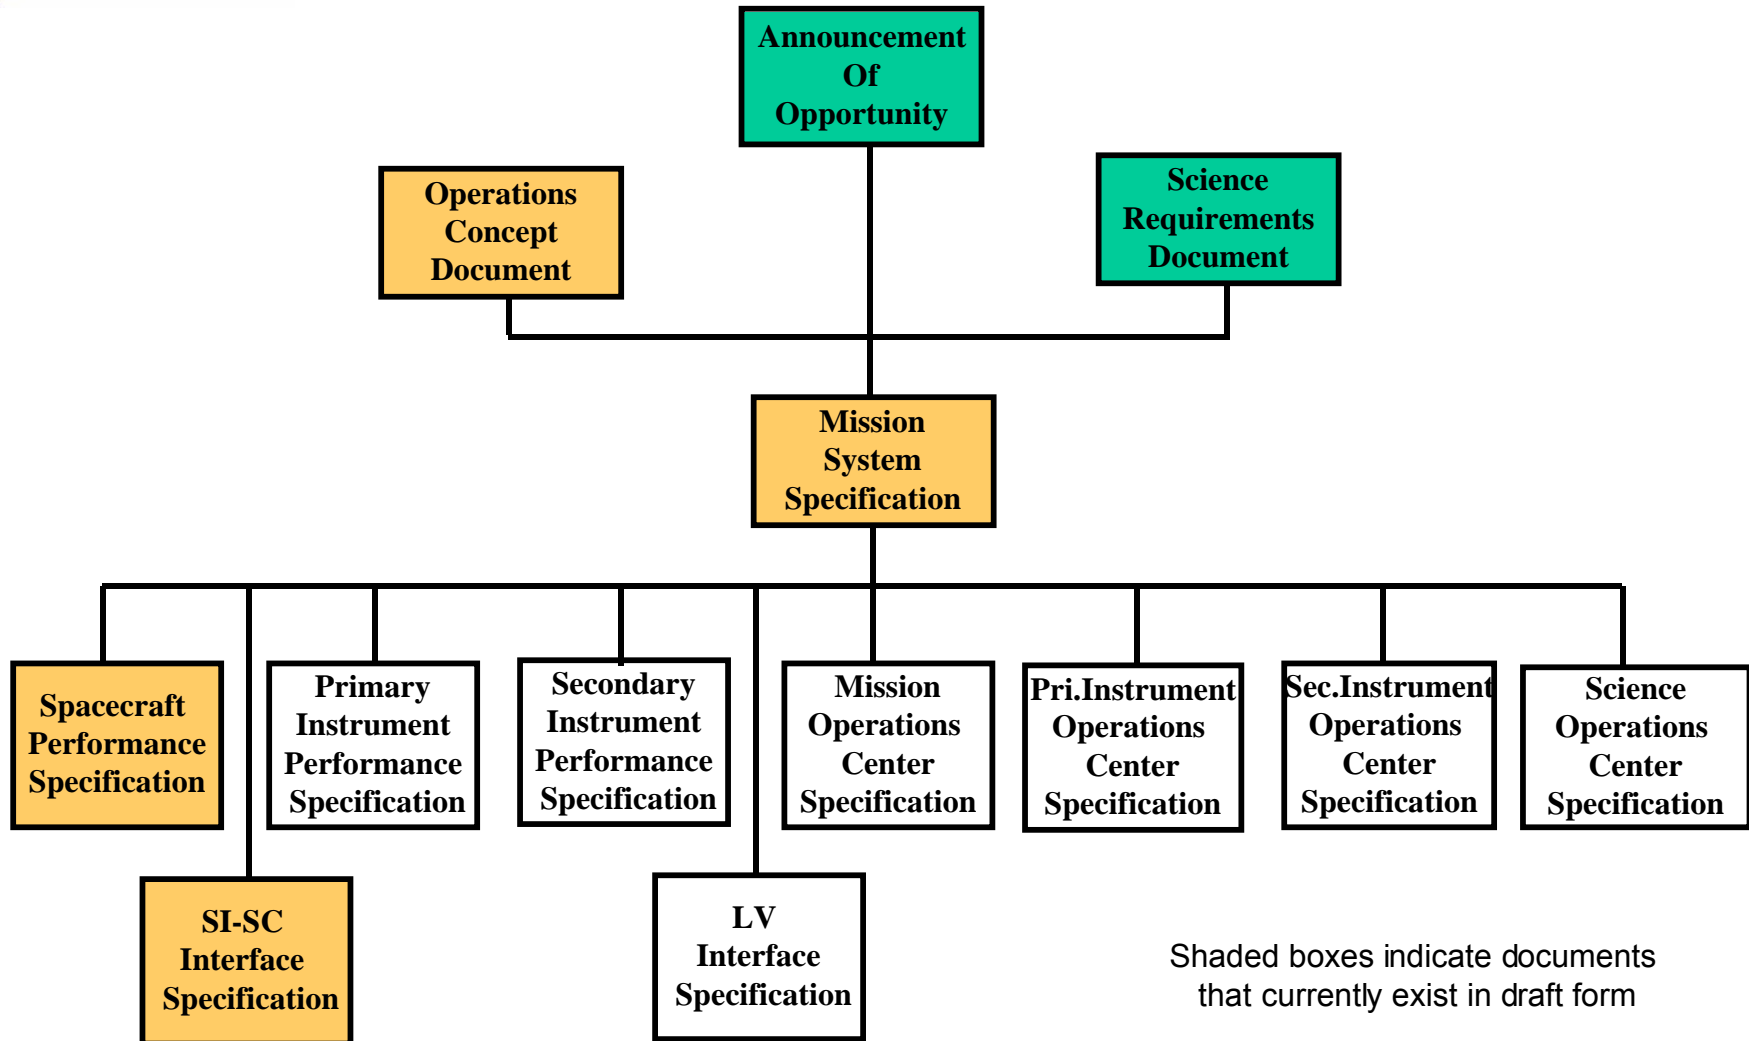 Announcement
Of
Opportunity
Operations
Concept
Document
Science
Requirements
Document
Mission
System
Specification
Spacecraft
Performance
Specification
Primary
Instrument
Performance
Specification
Secondary
Instrument
Performance
Specification
Mission
Operations
Center
Specification
Pri.Instrument
Operations
Center
Specification
Sec.Instrument
Operations
Center
Specification
Science
Operations
Center
Specification
SI-SC
Interface
Specification
LV
Interface
Specification
Shaded boxes indicate documents
that currently exist in draft form